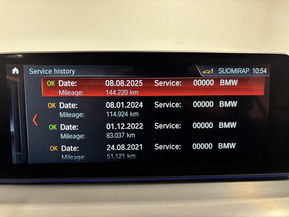 Service history 1 SUOMIRAP 10:54
OK Date: 08.08.2025 Service: 00000 BMW
Mileage: 144.220 km
OK Date: 08.01.2024 Service: 00000 BMW
Mileage: 114.924 km
OK Date: 01.12.2022 Service: 00000 BMW
Mileage: 83.037 km
OK Date: 24.08.2021 Service: 00000 BMW
Mileage: 51.121 km